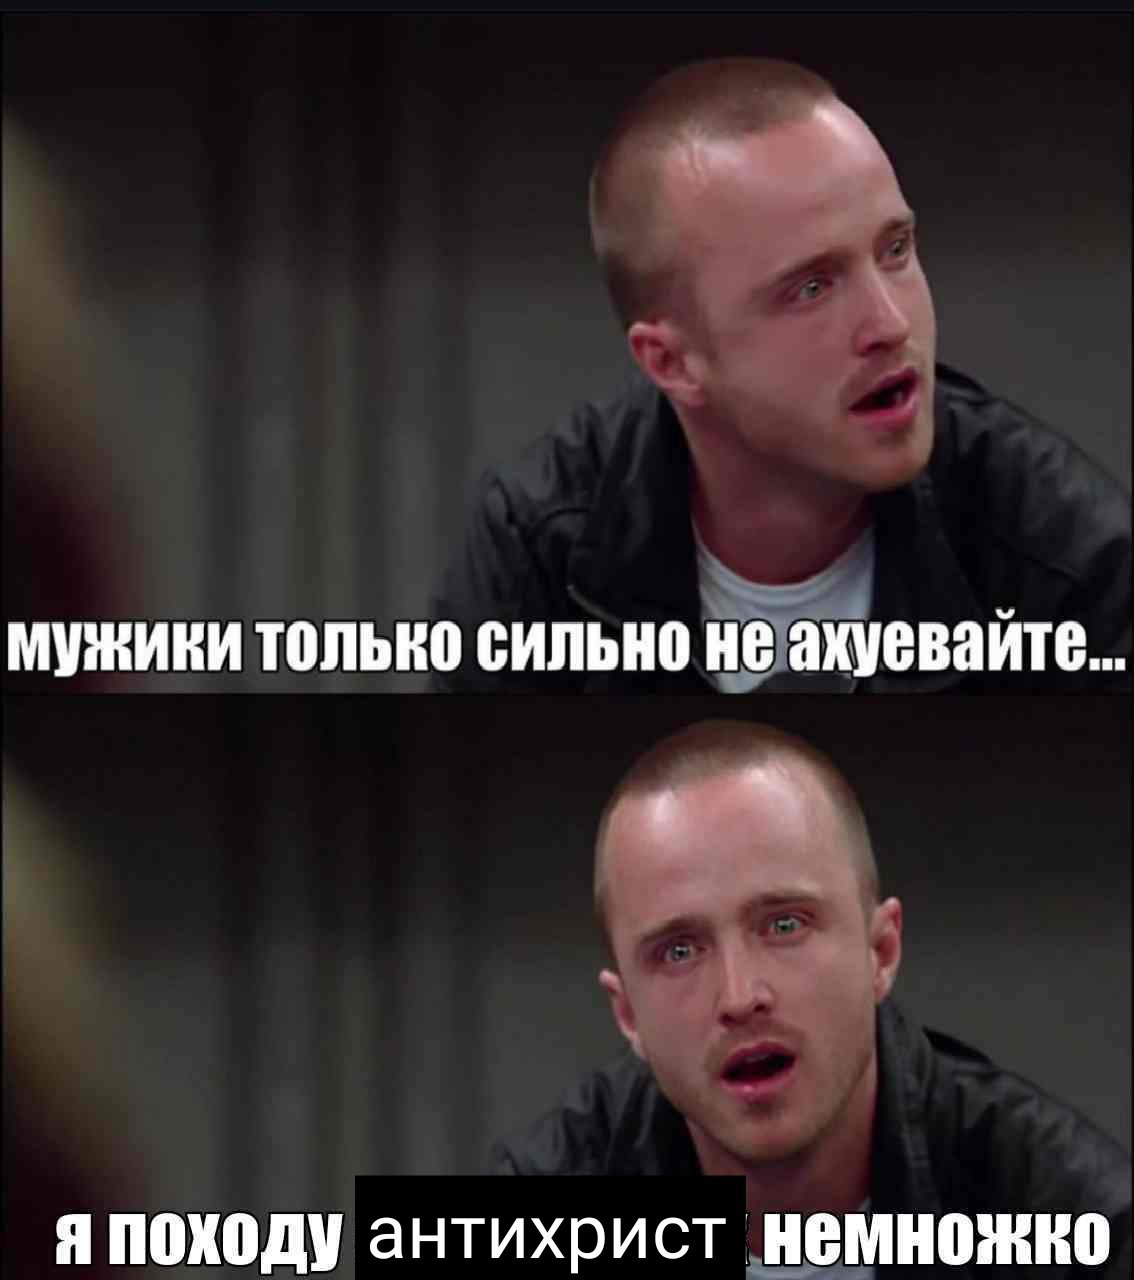 мужики только сильно не ахуевайте...
я походу антихрист немножко